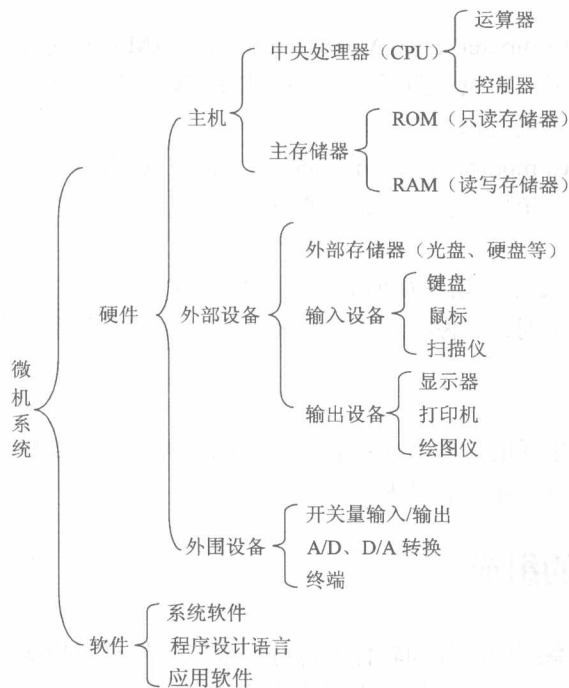 运算器
中央处理器（CPU）
控制器
主机
ROM（只读存储器）
主存储器
RAM（读写存储器）
外部存储器（光盘、硬盘等）
键盘
硬件
外部设备
输入设备
鼠标
扫描仪
微机系统
显示器
输出设备
打印机
绘图仪
开关量输入/输出
外围设备
A/D、D/A 转换
终端
系统软件
软件
程序设计语言
应用软件